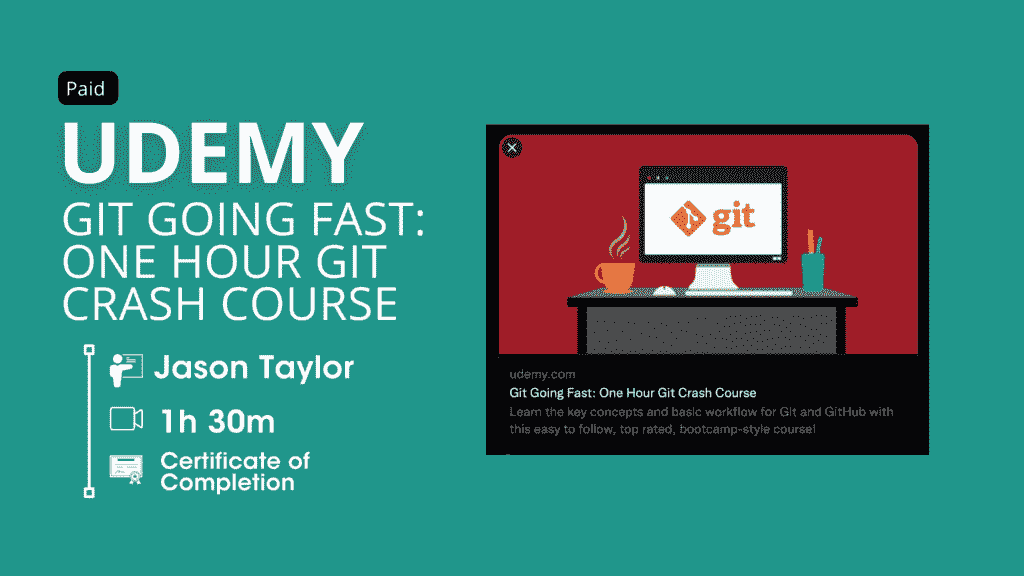 Paid
UDEMY
GIT GOING FAST:
ONE HOUR GIT
CRASH COURSE
Jason Taylor
1h 30m
Certificate of
Completion
git
udemy.com
Git Going Fast: One Hour Git Crash Course
Learn the key concepts and basic workflow for Git and GitHub with
this easy to follow, top rated, bootcamp-style course!